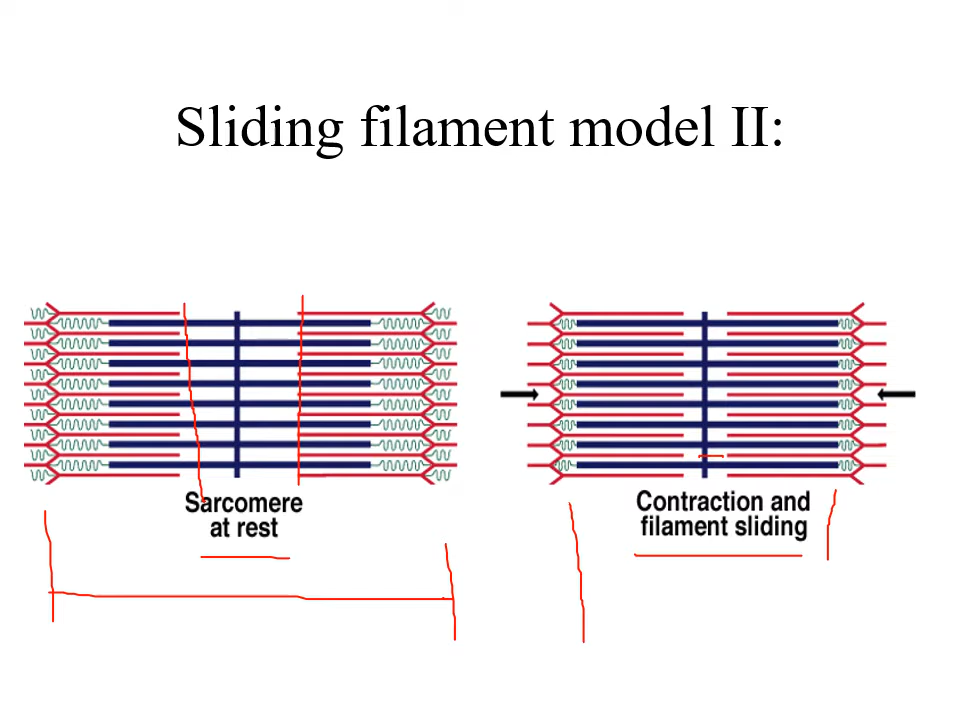 Sliding filament model II:
Sarcomere
at rest
Contraction and
filament sliding